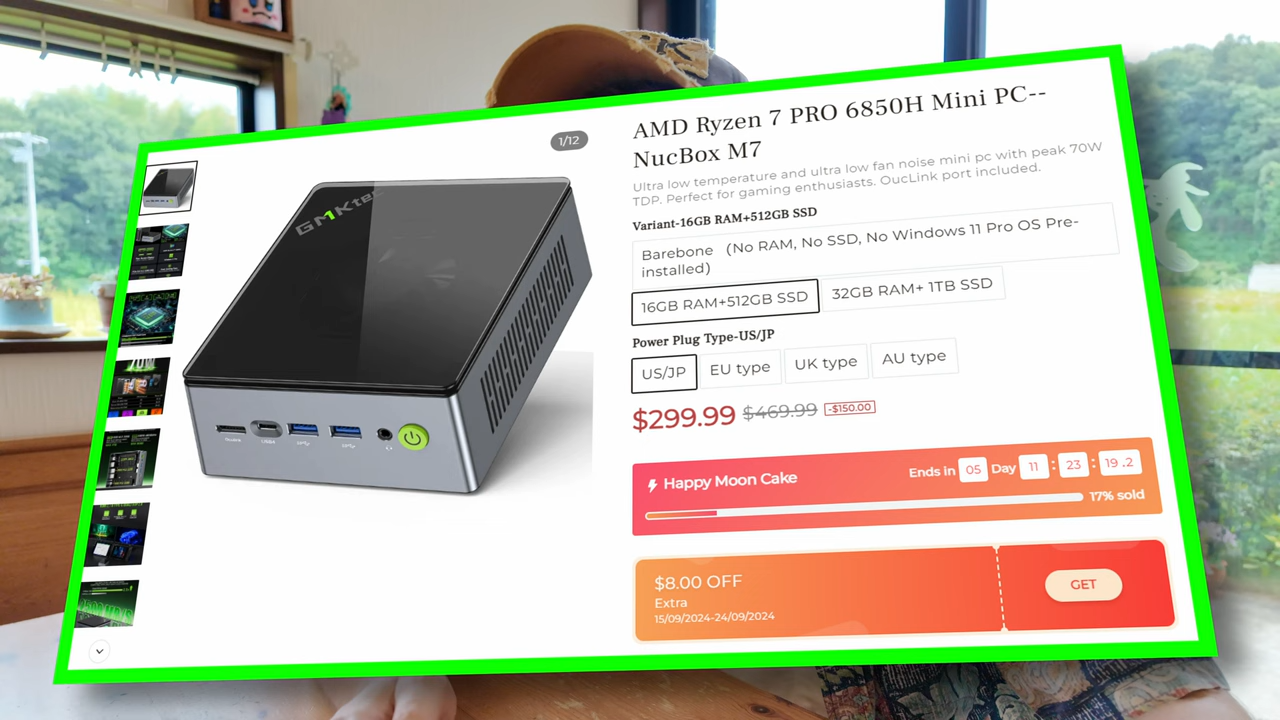 1/12
GMKtec
AMD Ryzen 7 PRO 6850H Mini PC--
NucBox M7
Ultra low temperature and ultra low fan noise mini pc with peak 70W
TDP. Perfect for gaming enthusiasts. OucLink port included.
Variant-16GB RAM+512GB SSD
Barebone (No RAM, No SSD, No Windows 11 Pro OS Pre-
installed)
16GB RAM+512GB SSD
32GB RAM+ 1TB SSD
Power Plug Type-US/JP
US/JP
EU type
UK type
AU type
$299.99 $469.99 -$150.00
Happy Moon Cake
Ends in 05 Day 11 : 23 : 19 .2
17% sold
$8.00 OFF
Extra
15/09/2024-24/09/2024
GET